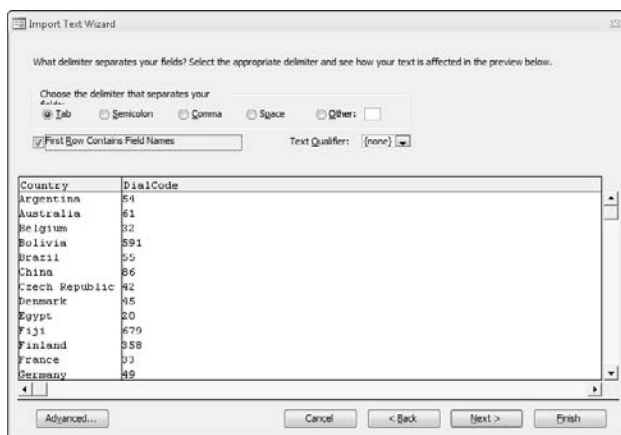 Import Text Wizard
What delimiter separates your fields? Select the appropriate delimiter and see how your text is affected in the preview below.
Choose the delimiter that separates your
Tab Semicolon Comma Space Other:
First Row Contains Field Names Text Qualifier: {none}
Country DialCode
Argentina 54
Australia 61
Belgium 32
Bolivia 591
Brazil 55
China 86
Czech Republic 42
Denmark 45
Egypt 20
Fiji 679
Finland 358
France 33
Germany 49
Advanced... Cancel < Back Next > Finish